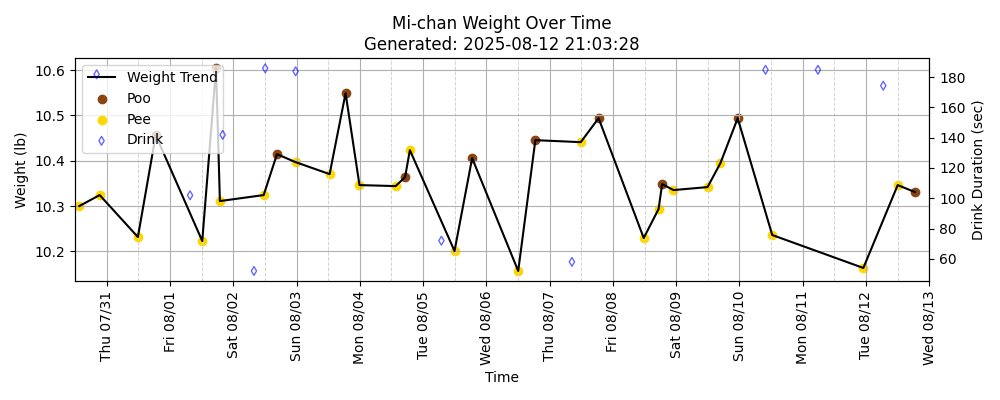 Mi-chan Weight Over Time
Generated: 2025-08-12 21:03:28
Weight (lb)
10.6
10.5
10.4
10.3
10.2
Weight Trend
Poo
Pee
Drink
180
160
140
120
100
80
60
Drink Duration (sec)
Thu 07/31
Fri 08/01
Sat 08/02
Sun 08/03
Mon 08/04
Tue 08/05
Wed 08/06
Thu 08/07
Fri 08/08
Sat 08/09
Sun 08/10
Mon 08/11
Tue 08/12
Wed 08/13
Time